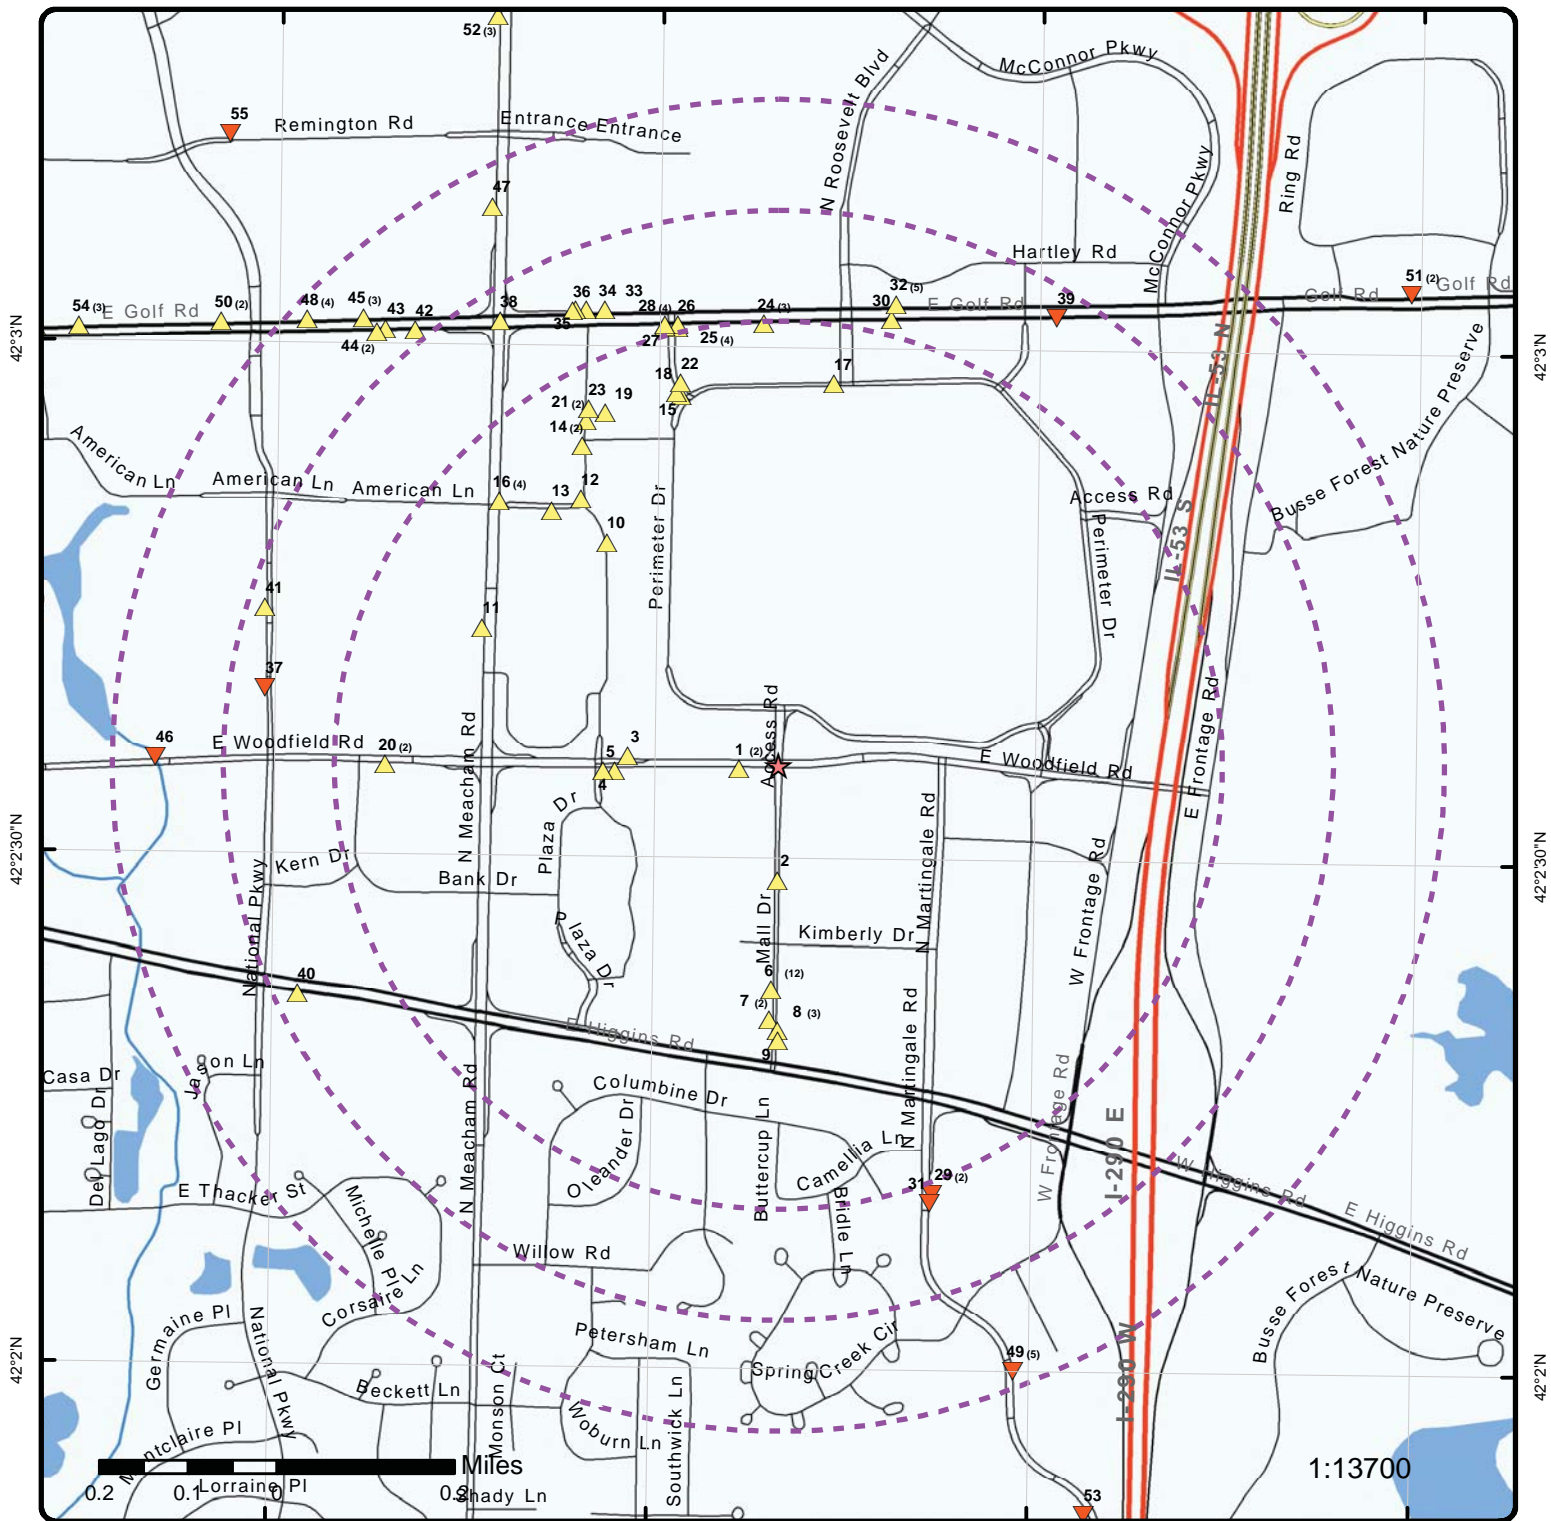 52 (3)
McConnor Pkwy
N Roosevelt Blvd
55
Remington Rd
Entrance Entrance
Ring Rd
McConnor Pkwy
47
Hartley Rd
51 (2)
Golf Rd
Golf Rd
54 (3)
E Golf Rd
50 (2)
48 (4)
45 (3)
43
42
44 (2)
38
36
34
33
35
28 (4)
26
27
25 (4)
24 (3)
30
32 (5)
E Golf Rd
39
42°3'N
42°3'N
IL-53 N
18
22
17
15
23
19
21 (2)
14 (2)
American Ln
American Ln
American Ln
16 (4)
13
12
10
Perimeter Dr
Access Rd
Perimeter Dr
IL-53 S
Busse Forest Nature Preserve
41
11
37
46
E Woodfield Rd
20 (2)
N Meacham Rd
5
3
4
1 (2)
Access Rd
E Woodfield Rd
E Frontage Rd
Plaza Dr
42°2'30"N
42°2'30"N
Kern Dr
Bank Dr
2
N Martingale Rd
W Frontage Rd
National Pkwy
Plaza Dr
Mall Dr
Kimberly Dr
40
6 (12)
7 (2)
8 (3)
9
E Higgins Rd
N Martingale Rd
W Frontage Rd
I-290 E
Casa Dr
Jason Ln
Del Lago Dr
N Meacham Rd
Columbine Dr
Oleander Dr
Buttercup Ln
Camellia Ln
Bridle Ln
31
29 (2)
W Higgins Rd
E Higgins Rd
E Thacker St
Michelle Pl
Corsaire Ln
Willow Rd
Germaine Pl
National Pkwy
Petersham Ln
Spring Creek Cir
49 (5)
I-290 W
Busse Forest Nature Preserve
42°2'N
42°2'N
Beckett Ln
Monson Ct
Woburn Ln
Southwick Ln
Lorraine Pl
Shady Ln
53
Miles
0.2
0.1
0
0.2
1:13700